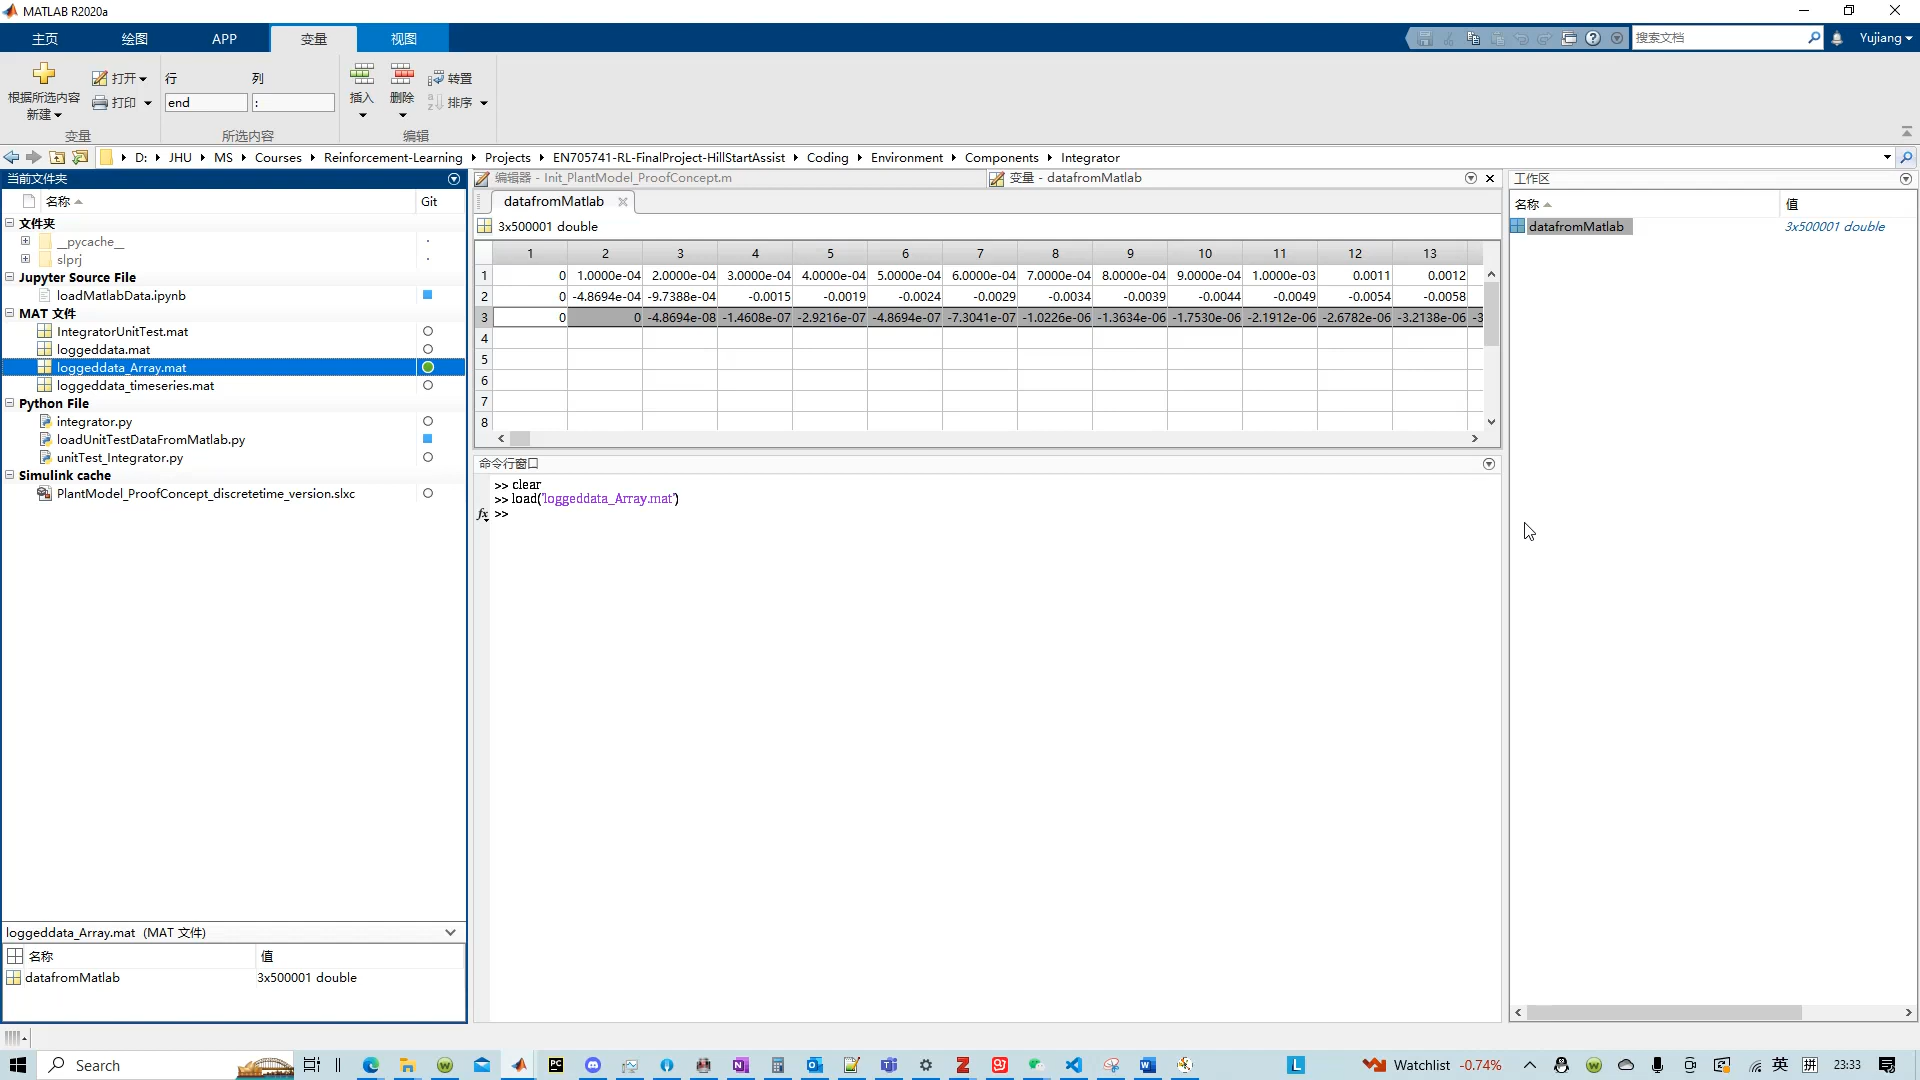 MATLAB R2020a
主页 绘图 APP 变量 视图
搜索文档 Yujiang
根据所选内容
新建
打开
打印
行 列
end :
插入 删除
转置
排序
变量 所选内容 编辑
D: JHU MS Courses Reinforcement-Learning Projects EN705741-RL-FinalProject-HillStartAssist Coding Environment Components Integrator
当前文件夹
名称 Git
文件夹
__pycache__
slprj
Jupyter Source File
loadMatlabData.ipynb
MAT 文件
IntegratorUnitTest.mat
loggeddata.mat
loggeddata_Array.mat
loggeddata_timeseries.mat
Python File
integrator.py
loadUnitTestDataFromMatlab.py
unitTest_Integrator.py
Simulink cache
PlantModel_ProofConcept_discretetime_version.slxc
loggeddata_Array.mat (MAT 文件)
名称 值
datafromMatlab 3x500001 double
编辑器 - Init_PlantModel_ProofConcept.m
变量 - datafromMatlab
datafromMatlab
3x500001 double
1 2 3 4 5 6 7 8 9 10 11 12 13
1 0 1.0000e-04 2.0000e-04 3.0000e-04 4.0000e-04 5.0000e-04 6.0000e-04 7.0000e-04 8.0000e-04 9.0000e-04 1.0000e-03 0.0011 0.0012
2 0 -4.8694e-04 -9.7388e-04 -0.0015 -0.0019 -0.0024 -0.0029 -0.0034 -0.0039 -0.0044 -0.0049 -0.0054 -0.0058
3 0 0 -4.8694e-08 -1.4608e-07 -2.9216e-07 -4.8694e-07 -7.3041e-07 -1.0226e-06 -1.3634e-06 -1.7530e-06 -2.1912e-06 -2.6782e-06 -3.2138e-06 -3
4
5
6
7
8
命令行窗口
>> clear
>> load('loggeddata_Array.mat')
fx >>
工作区
名称 值
datafromMatlab 3x500001 double
Search
Watchlist -0.74%
英 拼 23:33